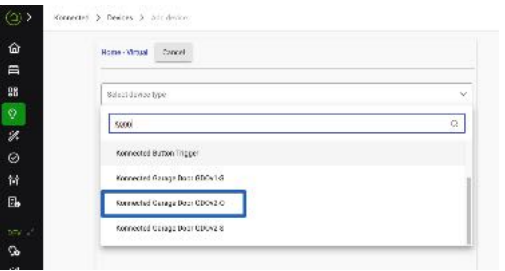 Konnected > Devices > Add device
Home - Virtual
Cancel
Select device type
Konn
Konnected Button Trigger
Konnected Garage Door GDOv1-S
Konnected Garage Door GDOv2-Q
Konnected Garage Door GDOv2-S